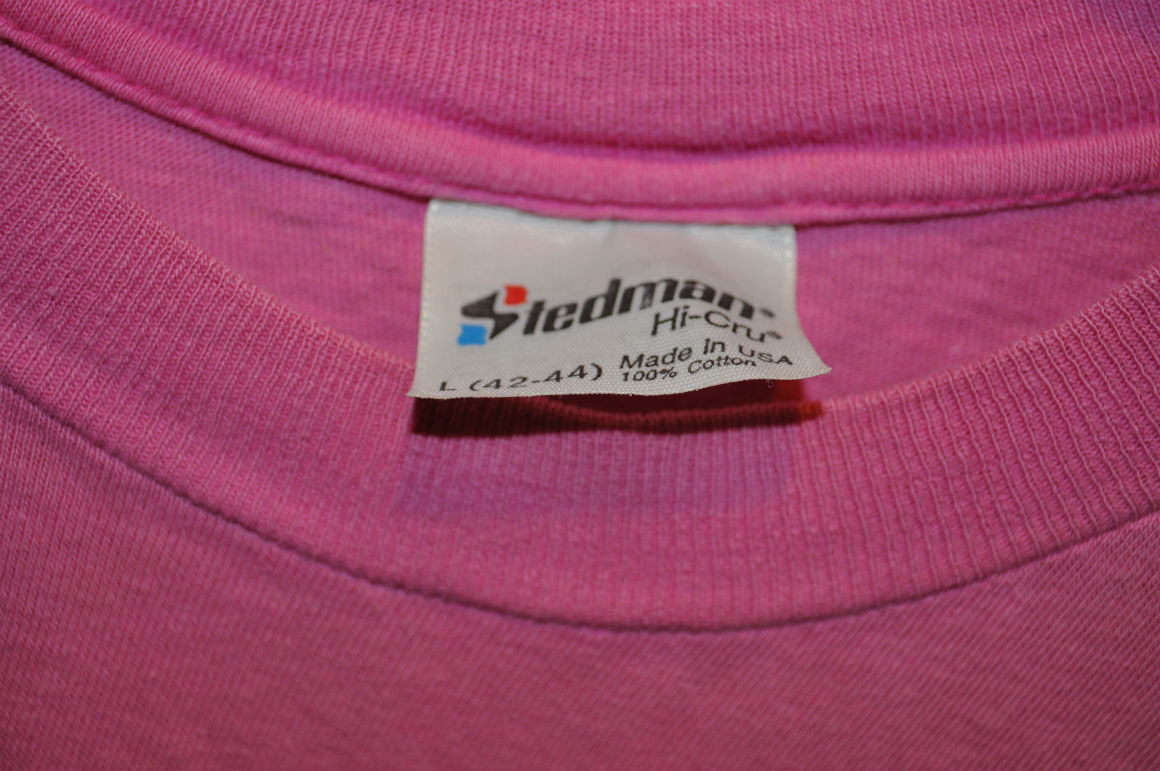 Stedman®
Hi-Cru®
L (42-44) Made In USA
100% Cotton